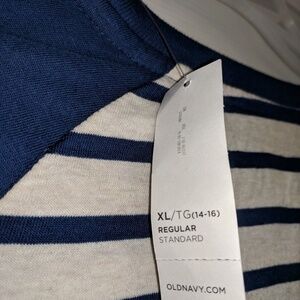 XL/TG(14-16)
REGULAR
STANDARD
OLDNAVY.COM